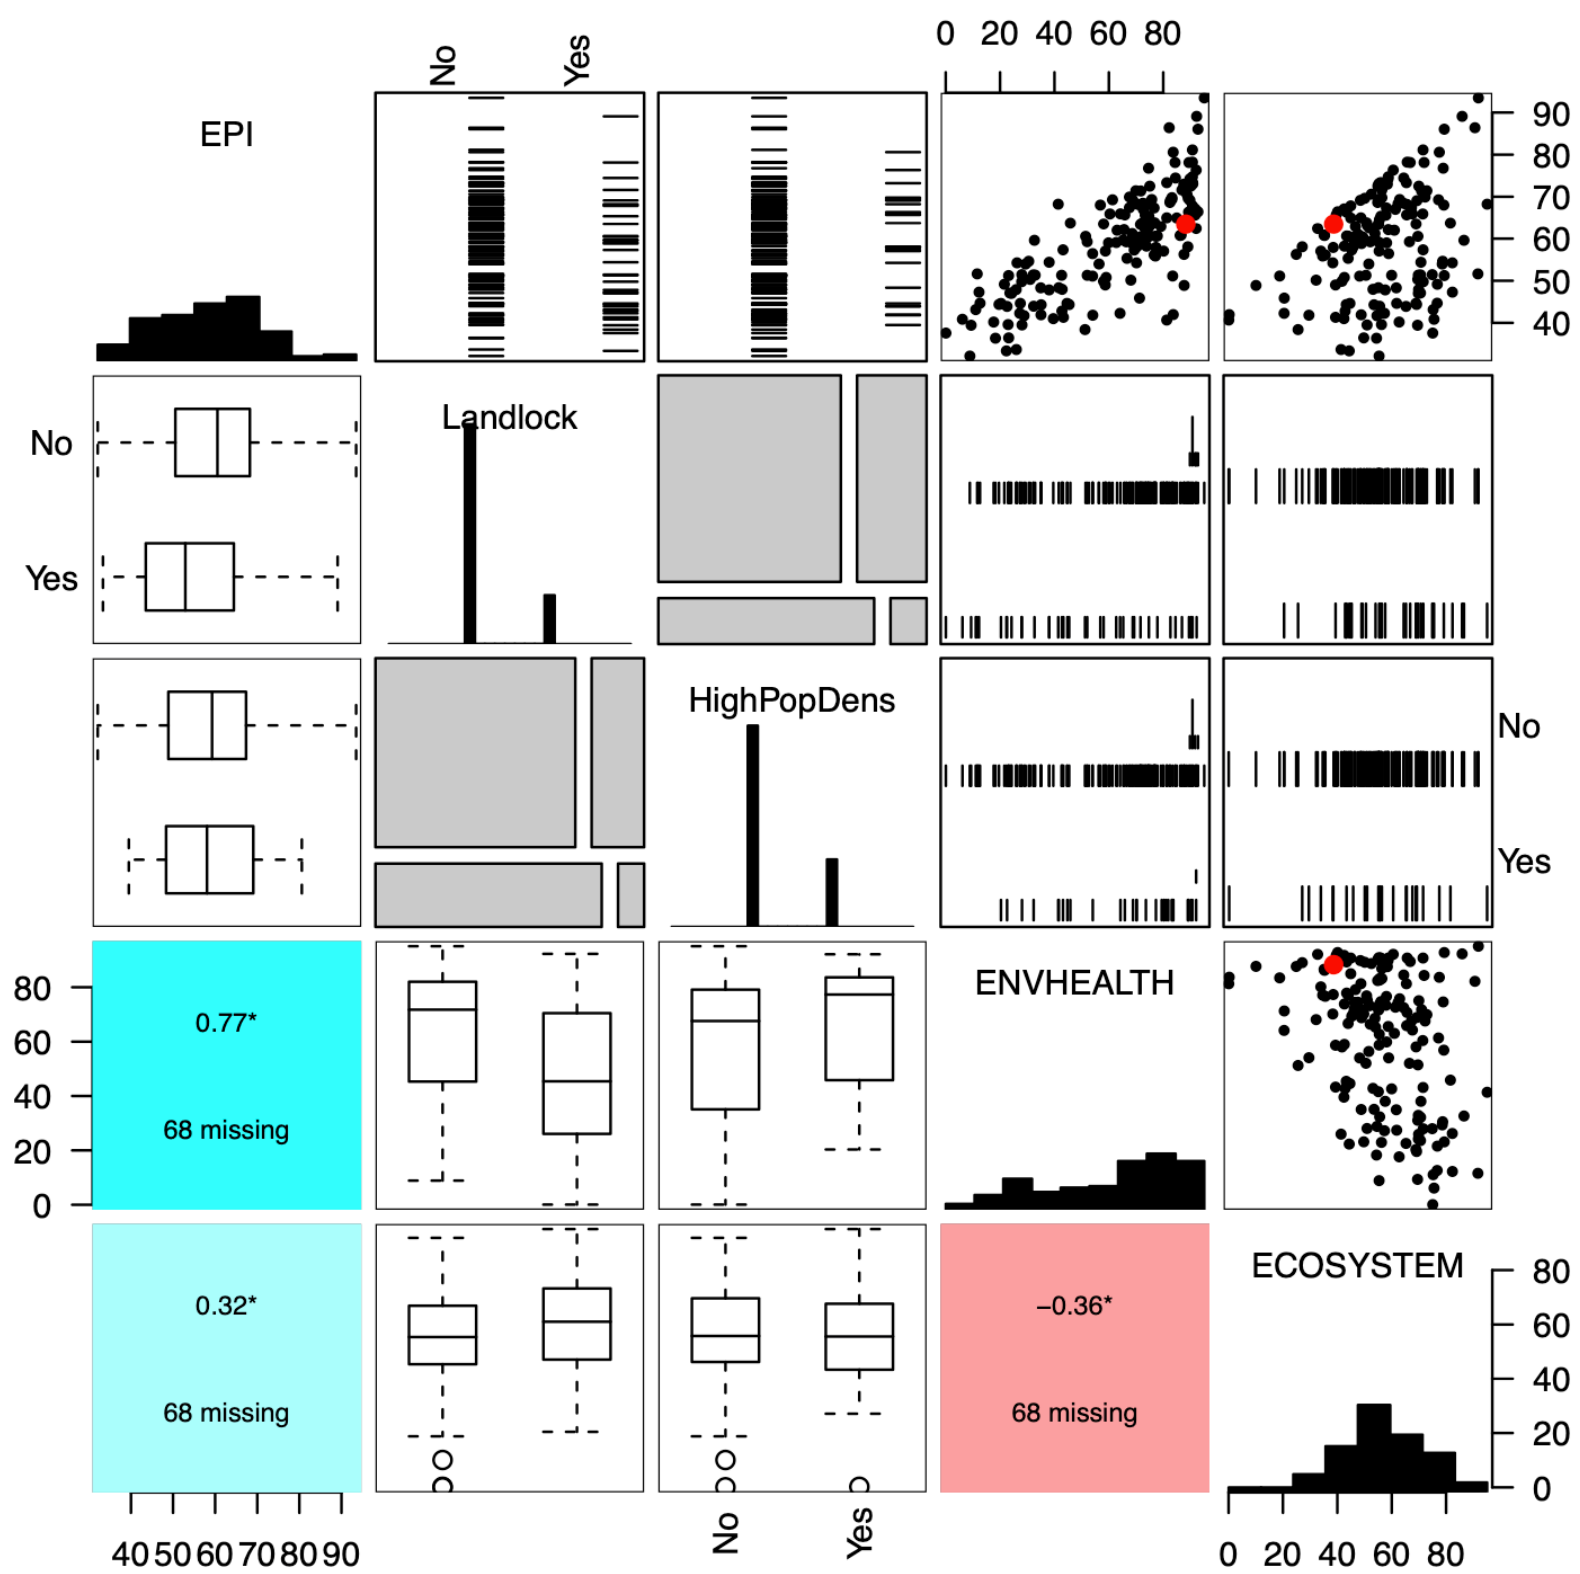 0 20 40 60 80
No Yes
EPI
90
80
70
60
50
40
No
Landlock
Yes
HighPopDens
No
Yes
ENVHEALTH
80
60
40
20
0
0.77*
68 missing
ECOSYSTEM
80
60
40
20
0
0.32*
68 missing
−0.36*
68 missing
No Yes
40 50 60 70 80 90
0 20 40 60 80